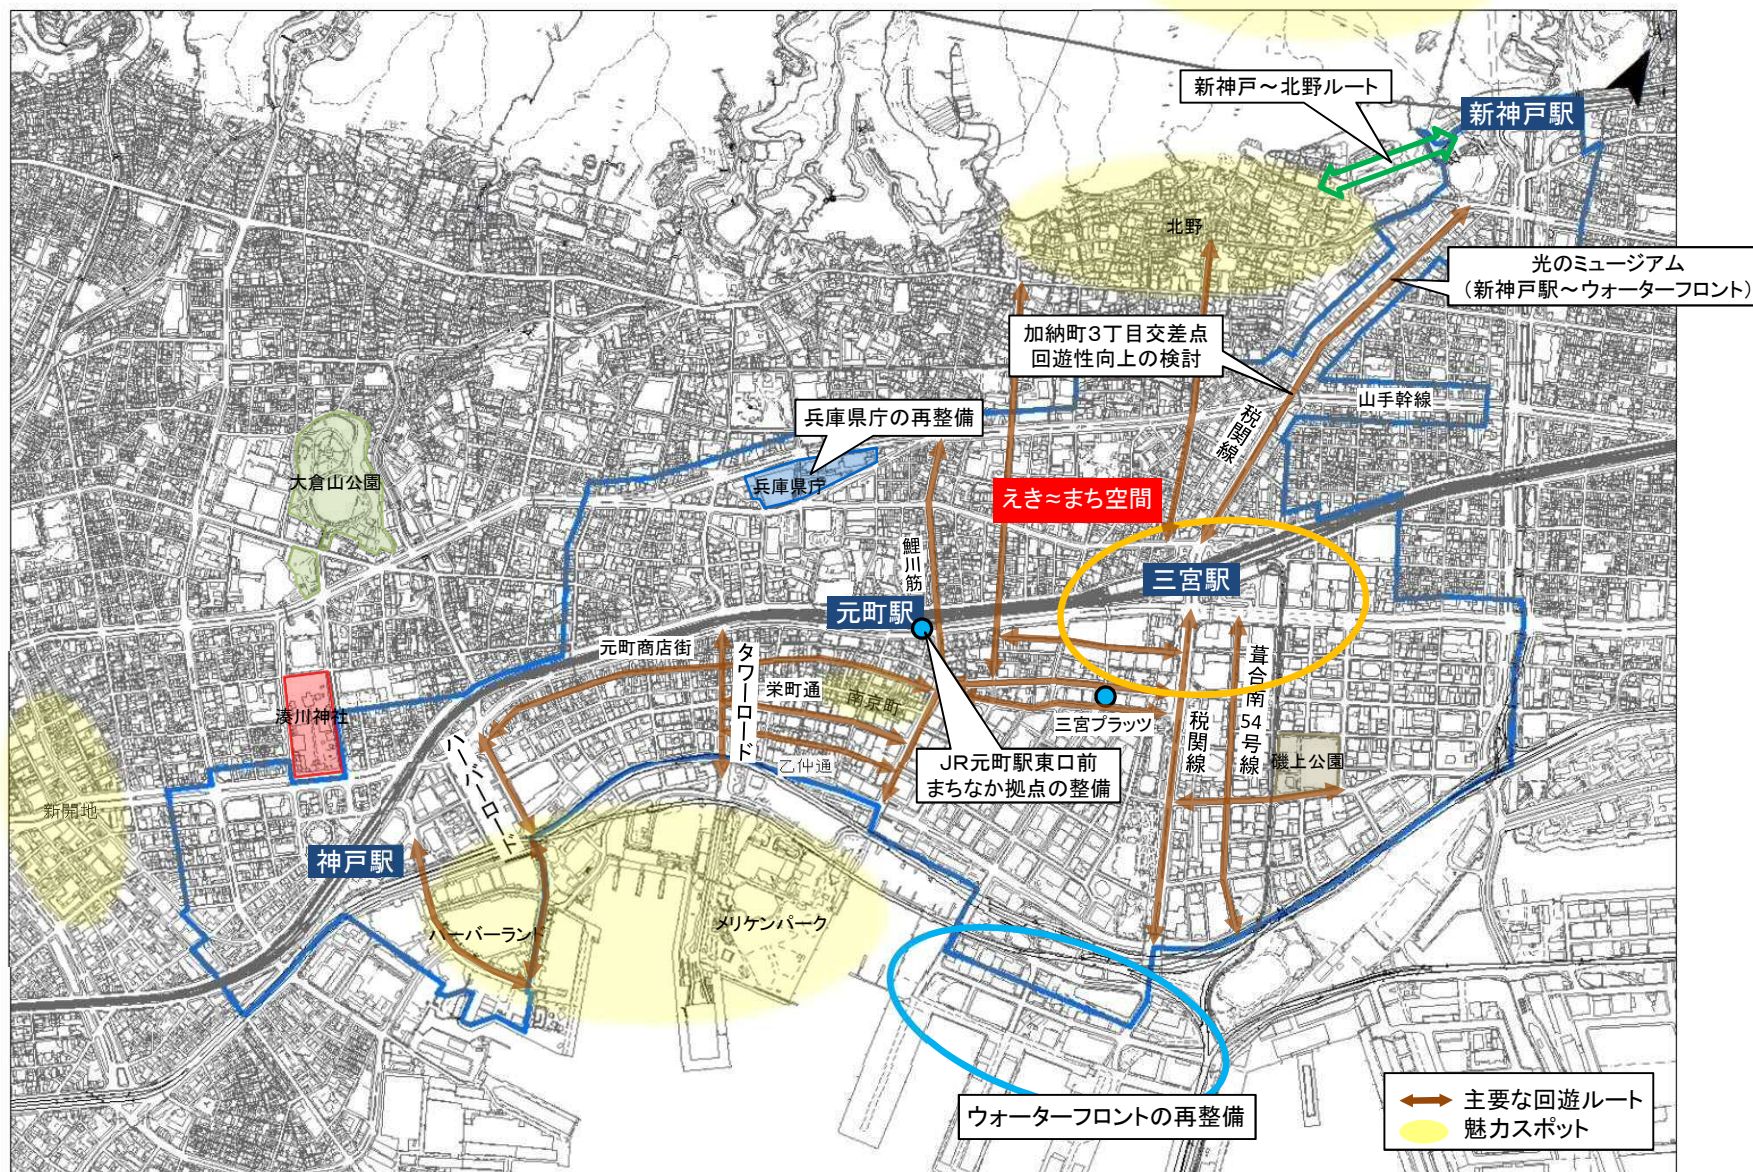 新神戸～北野ルート
新神戸駅
北野
光のミュージアム
（新神戸駅～ウォーターフロント）
加納町3丁目交差点
回遊性向上の検討
山手幹線
税関線
兵庫県庁の再整備
兵庫県庁
大倉山公園
えき≈まち空間
鯉川筋
三宮駅
元町駅
元町商店街
タワーロード
栄町通
南京町
乙仲通
三宮プラッツ
税関線
葺合南54号線
磯上公園
JR元町駅東口前
まちなか拠点の整備
湊川神社
ハーバーロード
新開地
神戸駅
ハーバーランド
メリケンパーク
ウォーターフロントの再整備
主要な回遊ルート
魅力スポット